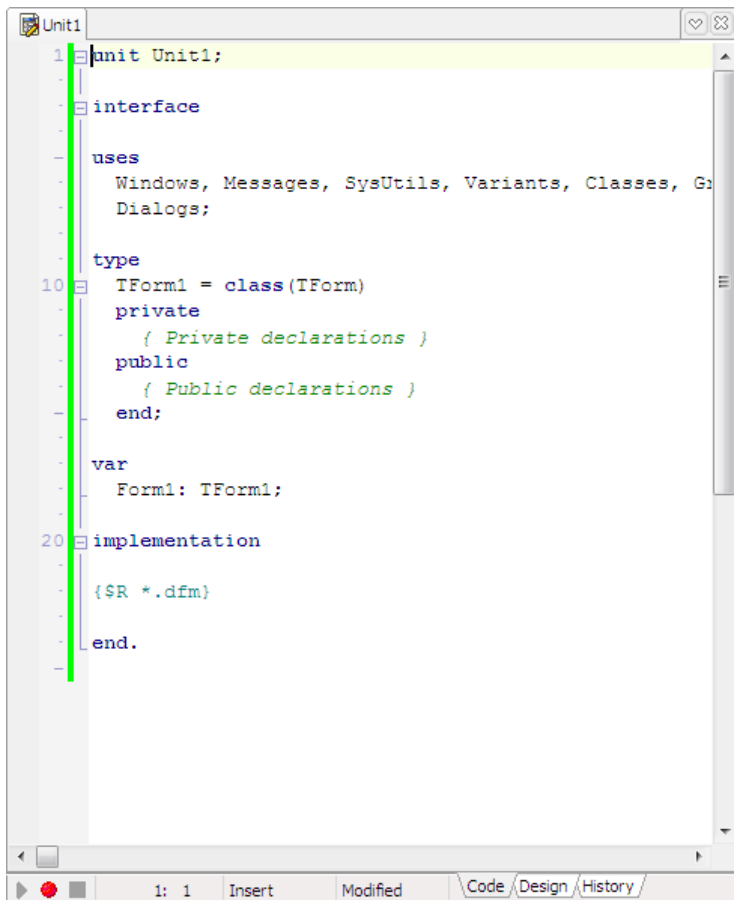 Unit1
1 unit Unit1;
interface
uses
Windows, Messages, SysUtils, Variants, Classes,
Dialogs;
type
10 TForm1 = class(TForm)
private
{ Private declarations }
public
{ Public declarations }
end;
var
Form1: TForm1;
20 implementation
{$R *.dfm}
end.
1: 1 Insert Modified Code Design History